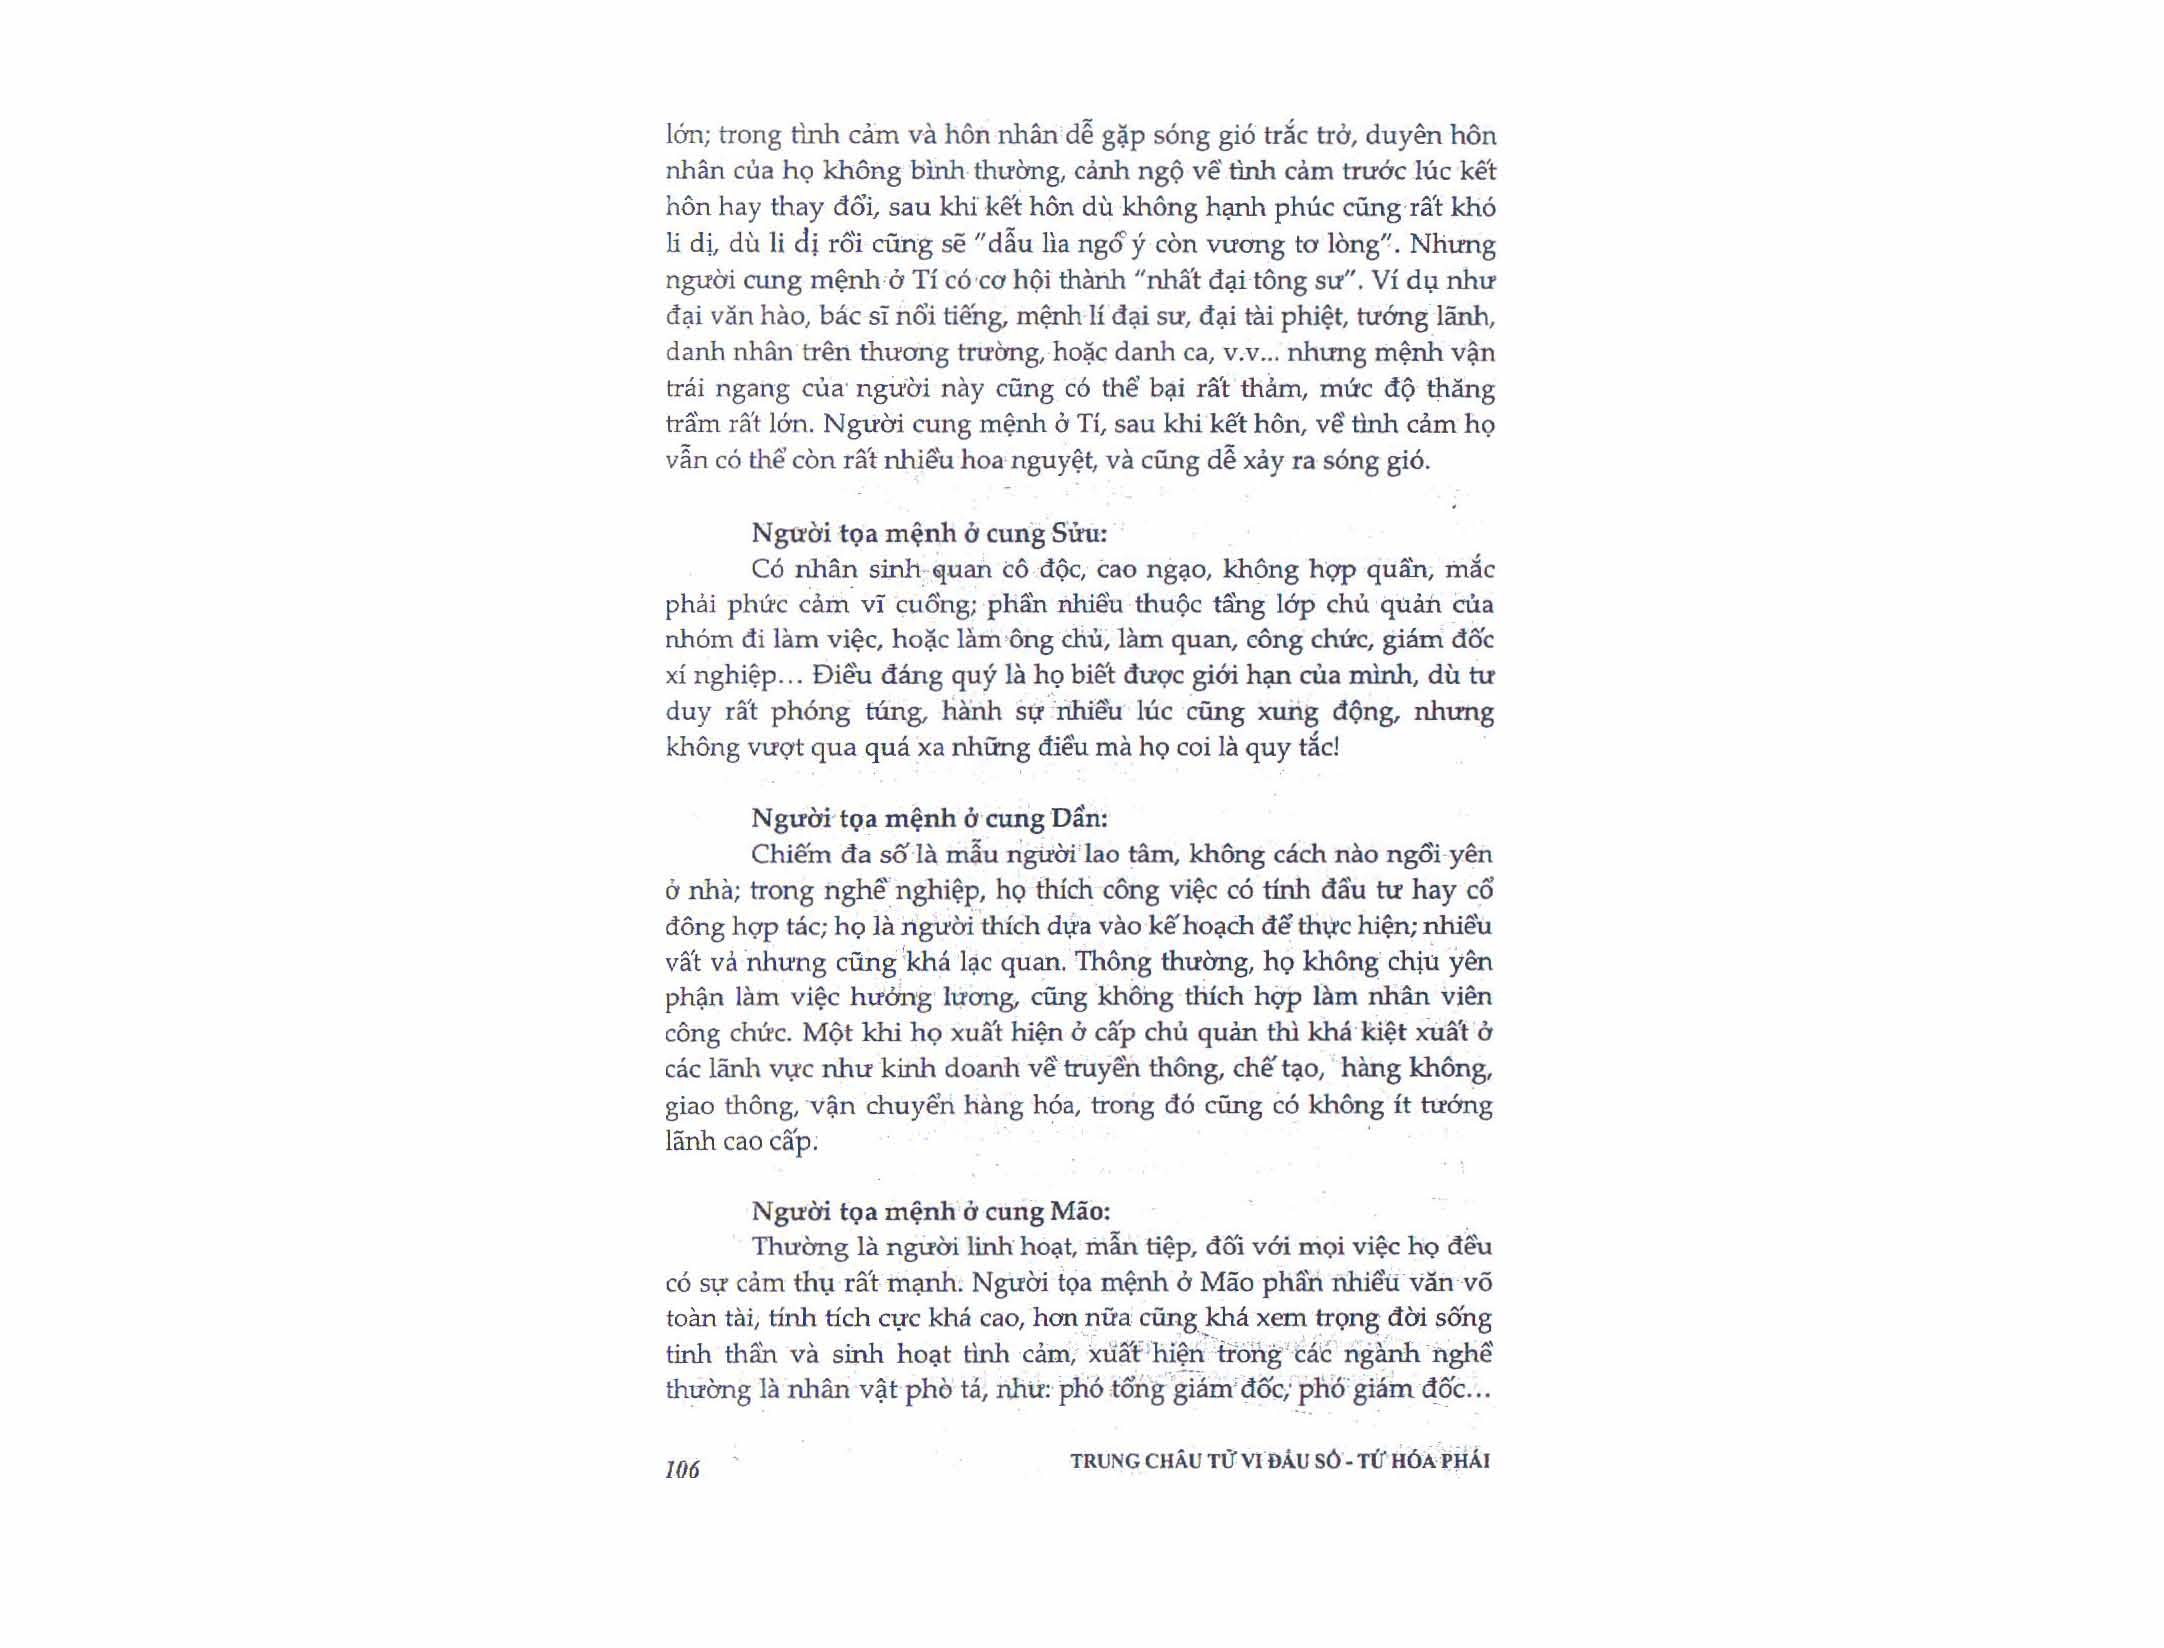 lớn; trong tình cảm và hôn nhân dễ gặp sóng gió trắc trở, duyên hôn
nhân của họ không bình thường, cảnh ngộ về tình cảm trước lúc kết
hôn hay thay đổi, sau khi kết hôn dù không hạnh phúc cũng rất khó
li dị, dù li dị rồi cũng sẽ "dẫu lìa ngó ý còn vương tơ lòng". Nhưng
người cung mệnh ở Tí có cơ hội thành "nhất đại tông sư". Ví dụ như
đại văn hào, bác sĩ nổi tiếng, mệnh lí đại sư, đại tài phiệt, tướng lãnh,
danh nhân trên thương trường, hoặc danh ca, v.v... nhưng mệnh vận
trái ngang của người này cũng có thể bại rất thảm, mức độ thăng
trầm rất lớn. Người cung mệnh ở Tí, sau khi kết hôn, về tình cảm họ
vẫn có thể còn rất nhiều hoa nguyệt, và cũng dễ xảy ra sóng gió.
Người tọa mệnh ở cung Sửu:
Có nhân sinh quan cô độc, cao ngạo, không hợp quần, mắc
phải phức cảm vĩ cuồng; phần nhiều thuộc tầng lớp chủ quản của
nhóm đi làm việc, hoặc làm ông chủ, làm quan, công chức, giám đốc
xí nghiệp... Điều đáng quý là họ biết được giới hạn của mình, dù tư
duy rất phóng túng, hành sự nhiều lúc cũng xung động, nhưng
không vượt qua quá xa những điều mà họ coi là quy tắc!
Người tọa mệnh ở cung Dần:
Chiếm đa số là mẫu người lao tâm, không cách nào ngồi yên
ở nhà; trong nghề nghiệp, họ thích công việc có tính đầu tư hay cổ
đông hợp tác; họ là người thích dựa vào kế hoạch để thực hiện; nhiều
vất vả nhưng cũng khá lạc quan. Thông thường, họ không chịu yên
phận làm việc hưởng lương, cũng không thích hợp làm nhân viên
công chức. Một khi họ xuất hiện ở cấp chủ quản thì khá kiệt xuất ở
các lãnh vực như kinh doanh về truyền thông, chế tạo, hàng không,
giao thông, vận chuyển hàng hóa, trong đó cũng có không ít tướng
lãnh cao cấp.
Người tọa mệnh ở cung Mão:
Thường là người linh hoạt, mẫn tiệp, đối với mọi việc họ đều
có sự cảm thụ rất mạnh. Người tọa mệnh ở Mão phần nhiều văn võ
toàn tài, tính tích cực khá cao, hơn nữa cũng khá xem trọng đời sống
tinh thần và sinh hoạt tình cảm, xuất hiện trong các ngành nghề
thường là nhân vật phò tá, như: phó tổng giám đốc, phó giám đốc...
106
TRUNG CHÂU TỬ VI ĐẨU SỐ - TỨ HÓA PHÁI